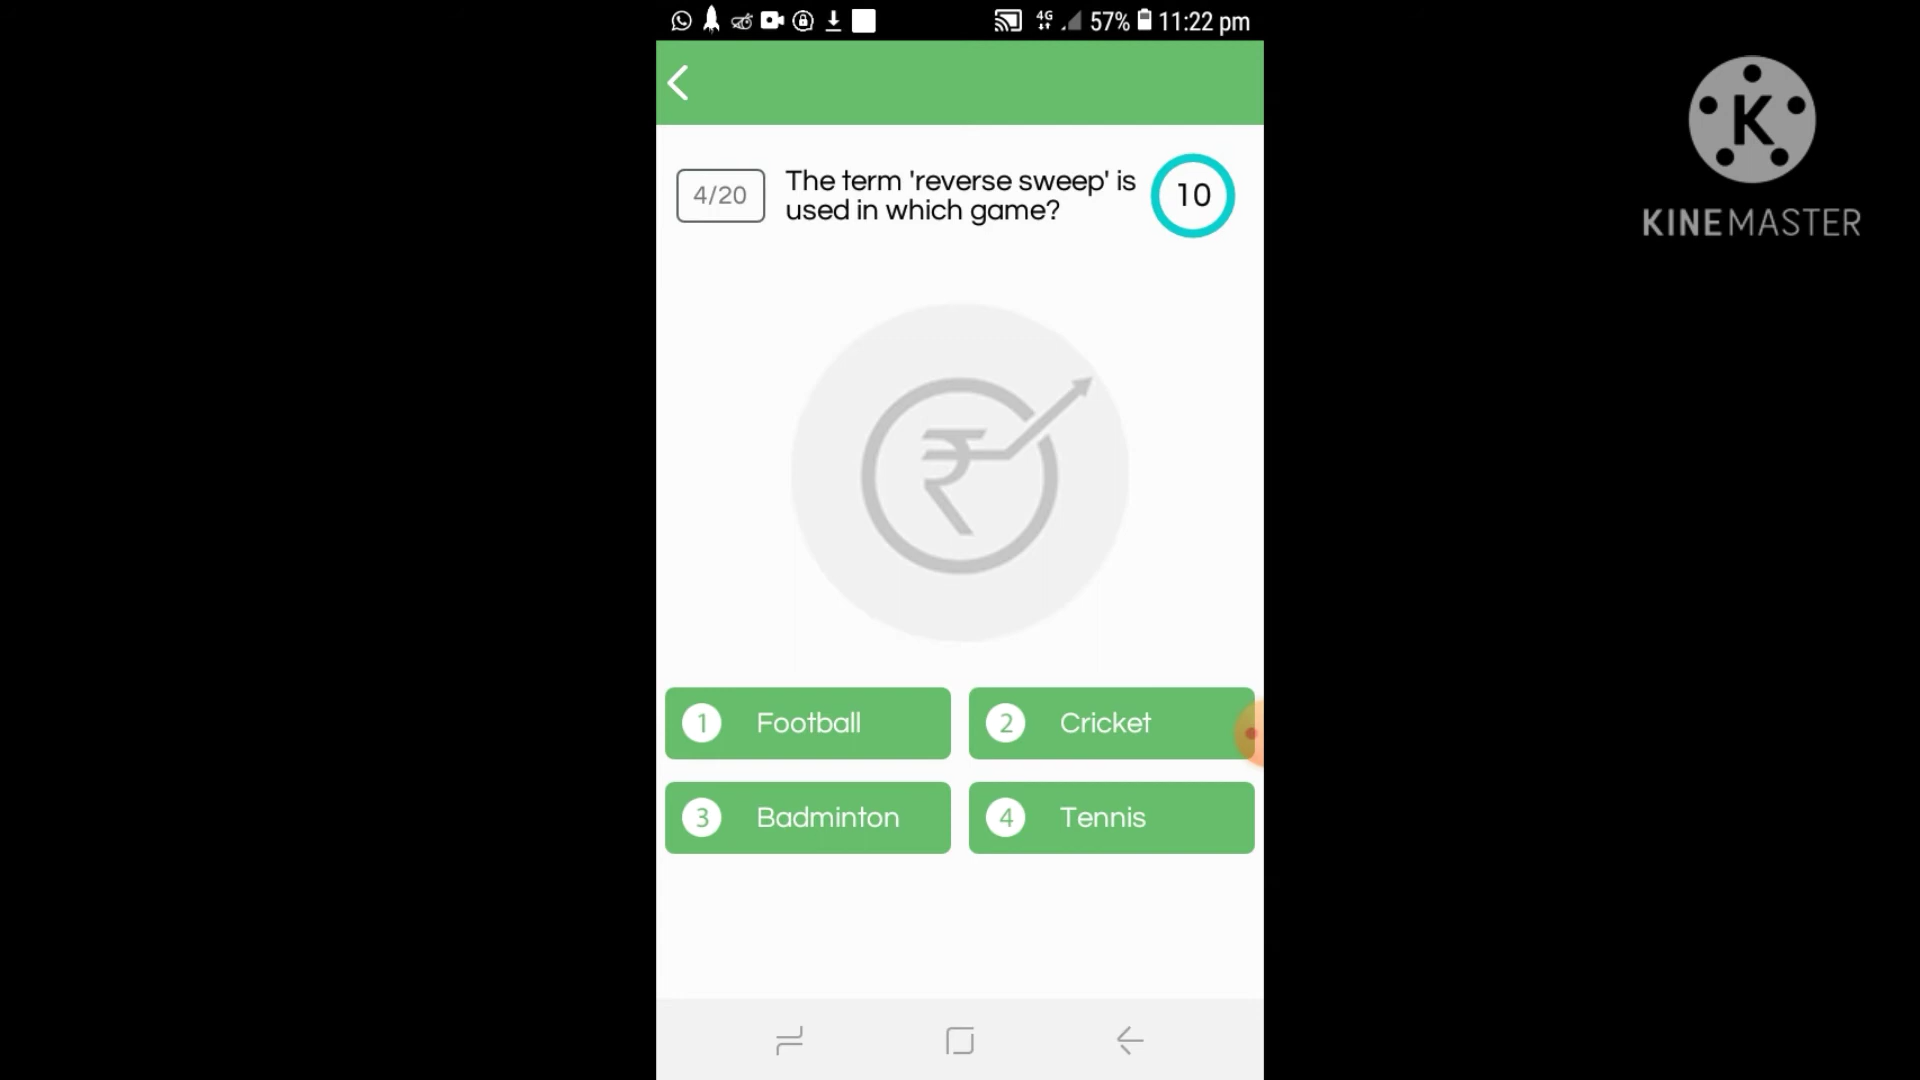 4G 57% 11:22 pm
K
KINEMASTER
4/20
The term 'reverse sweep' is
used in which game?
10
₹
1 Football
2 Cricket
3 Badminton
4 Tennis